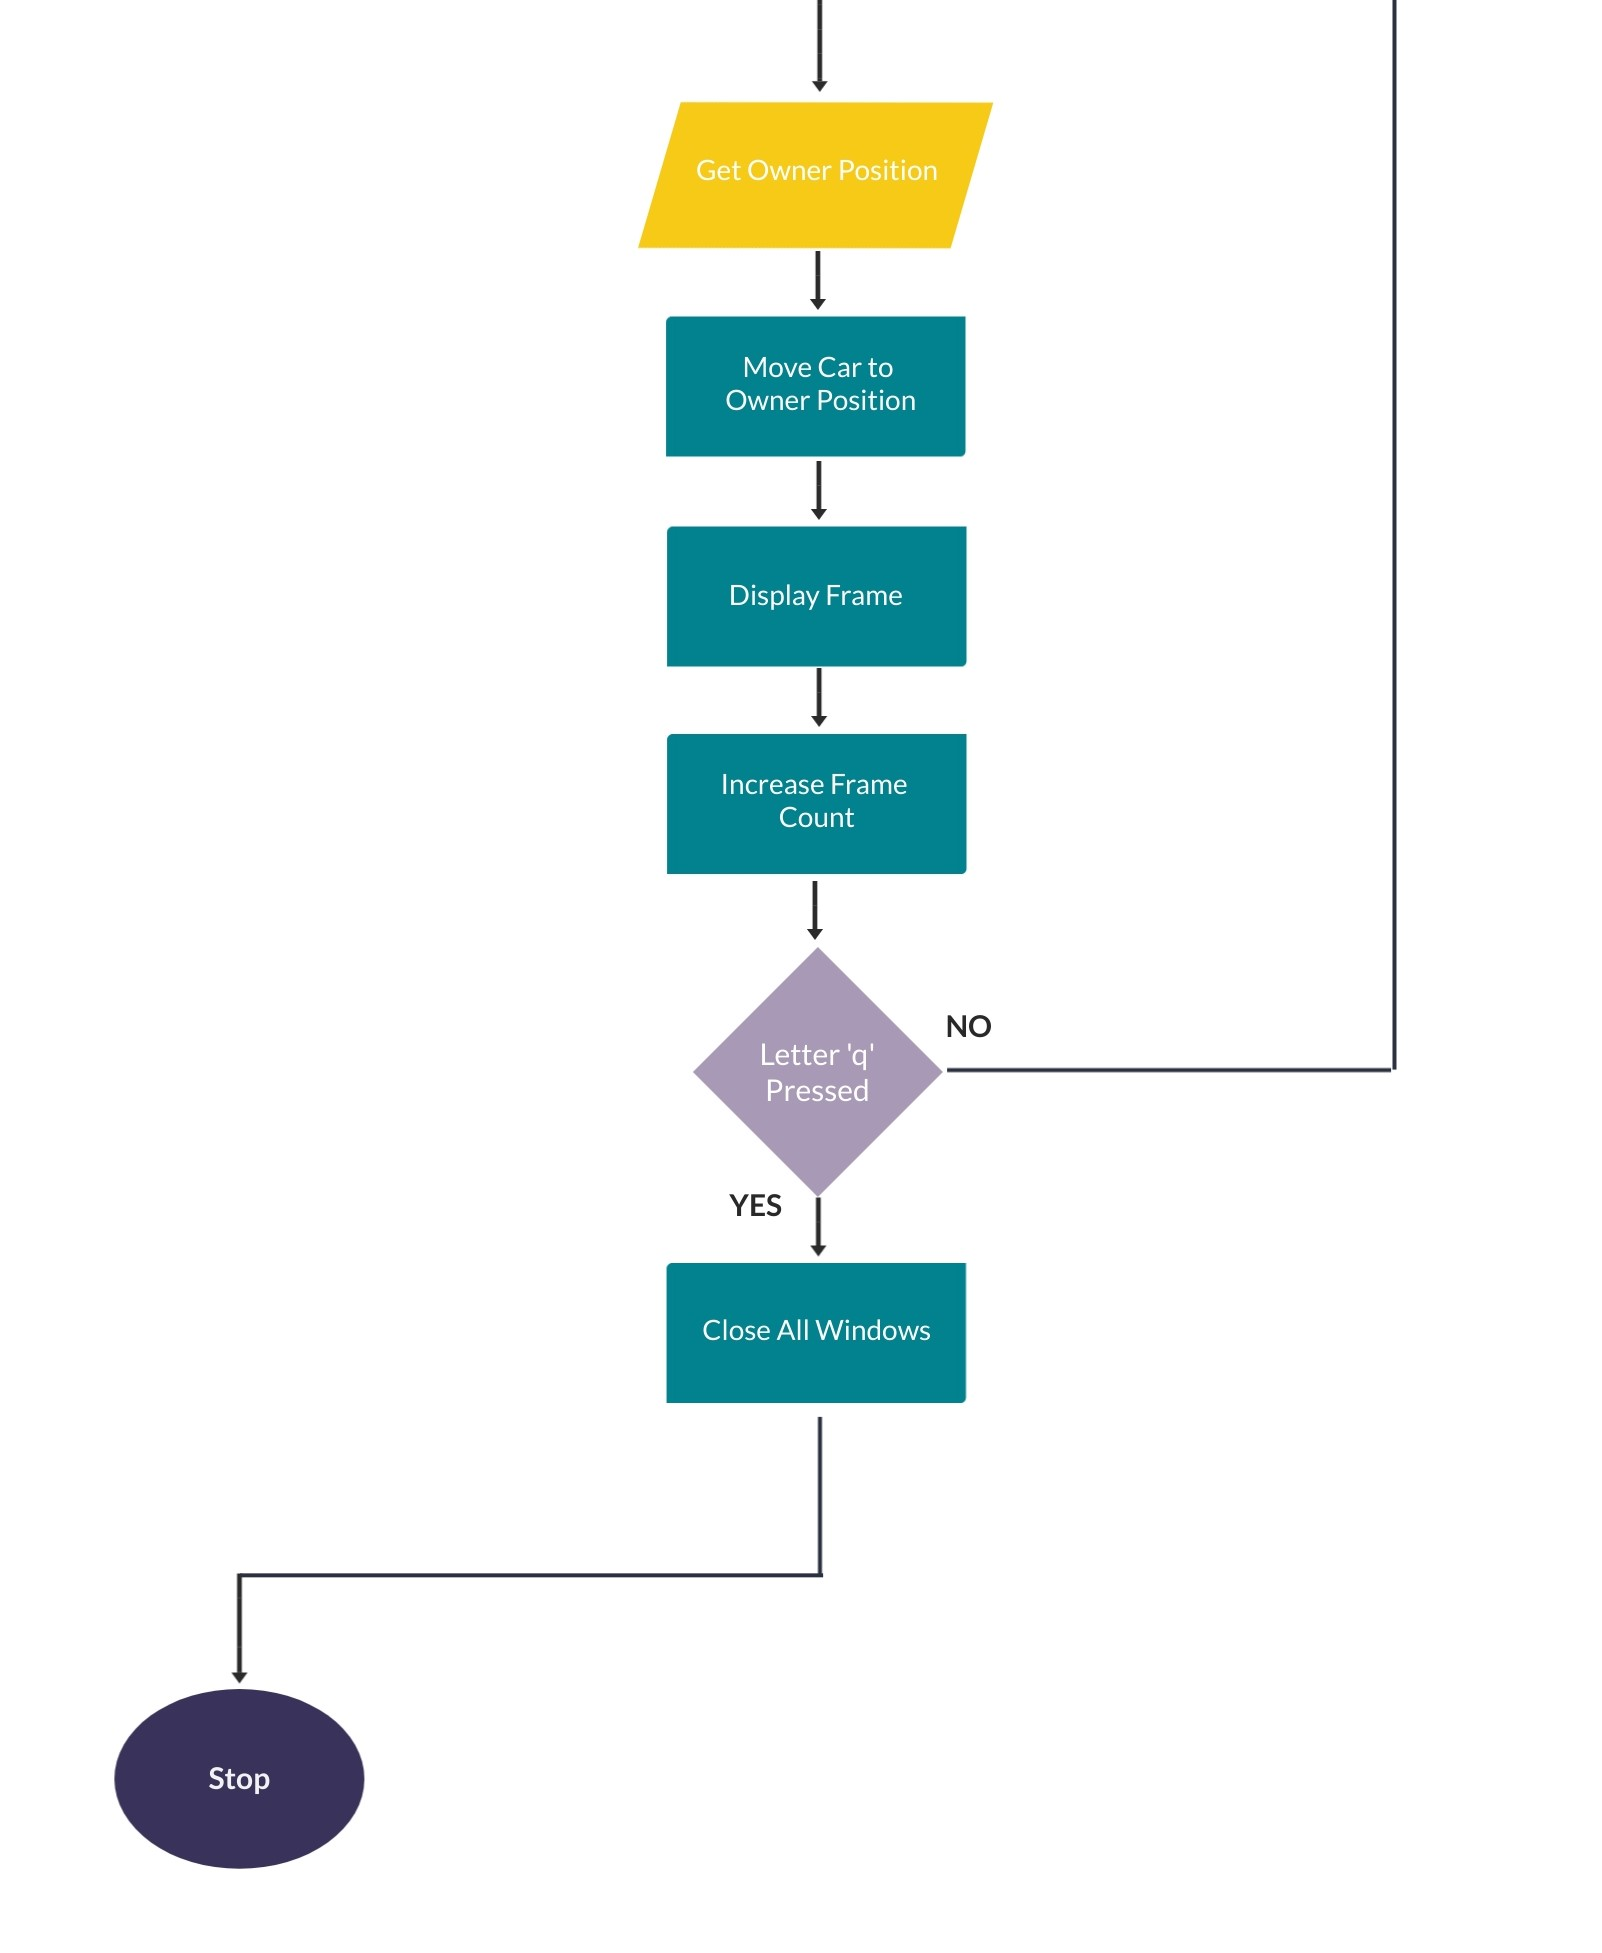 Get Owner Position
Move Car to
Owner Position
Display Frame
Increase Frame
Count
Letter 'q'
Pressed
NO
YES
Close All Windows
Stop